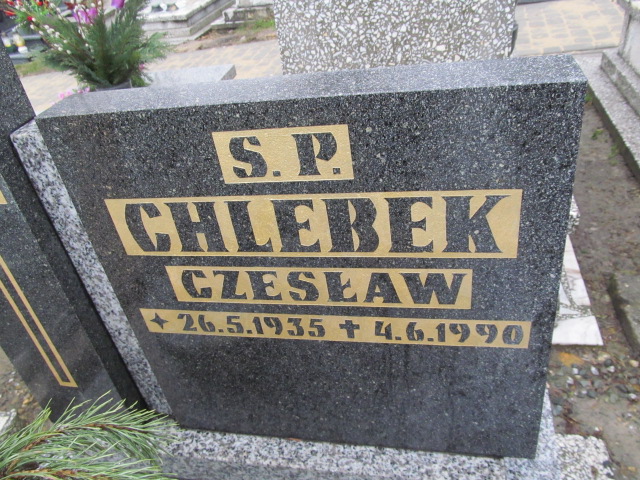 S. P.
CHLEBEK
CZESŁAW
✦ 26.5.1935 ✝ 4.6.1990